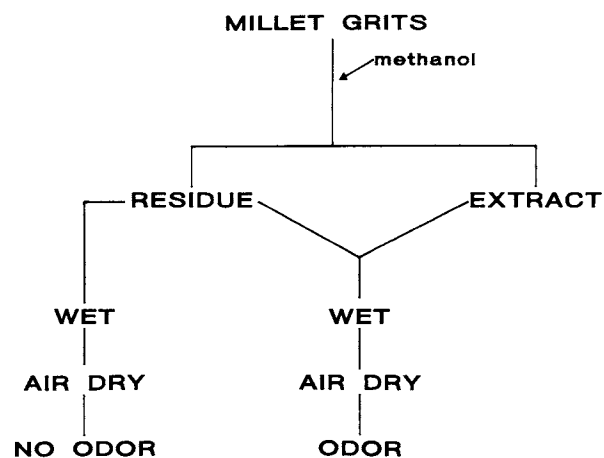 MILLET GRITS
methanol
RESIDUE EXTRACT
WET WET
AIR DRY AIR DRY
NO ODOR ODOR